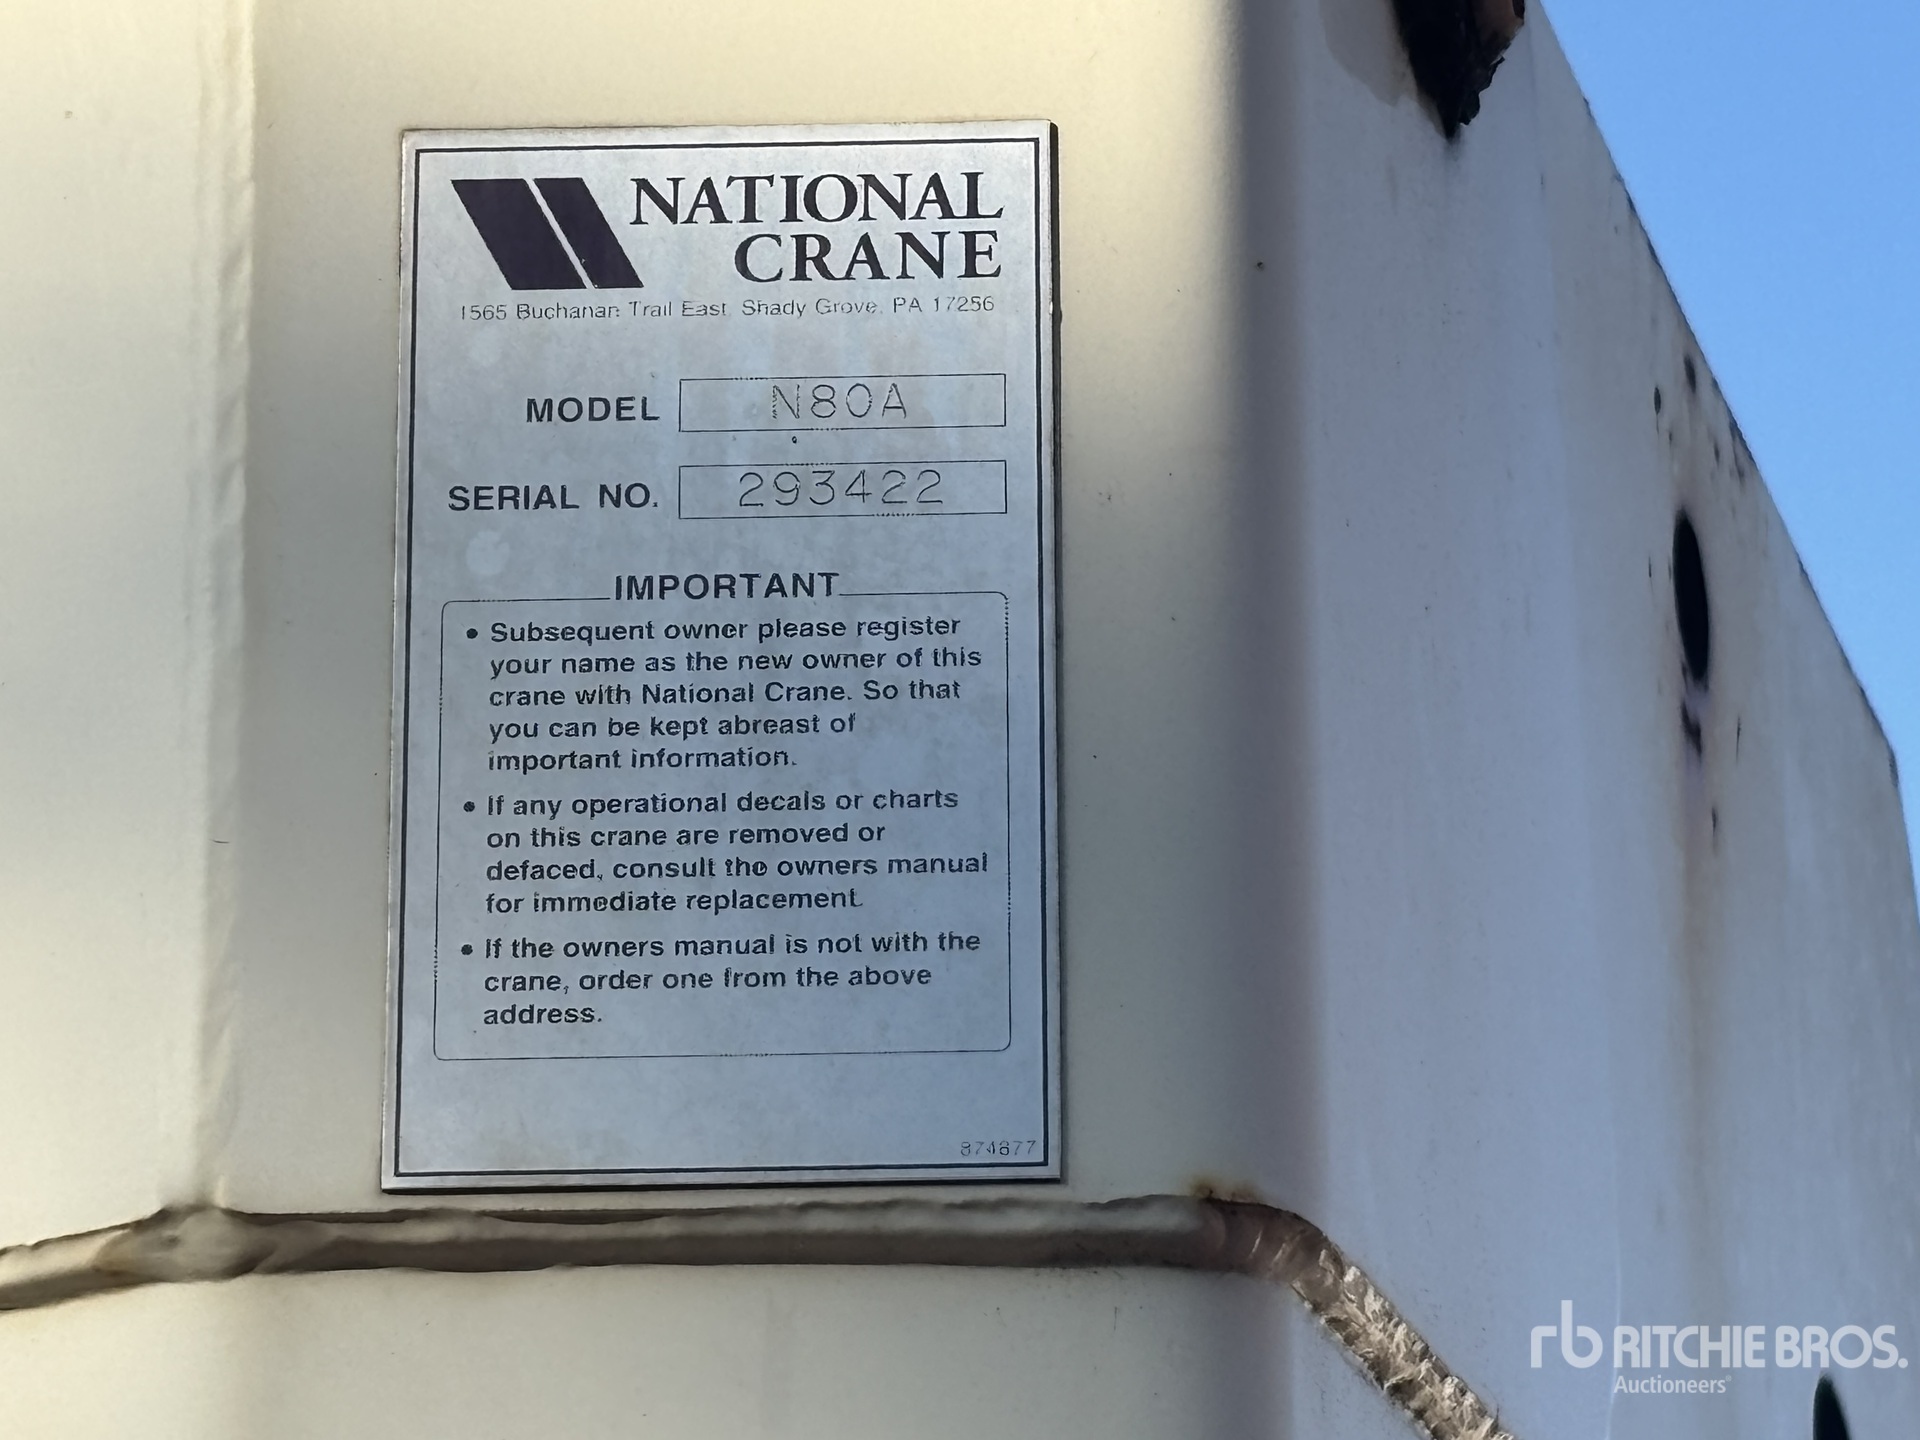 NATIONAL
CRANE
1565 Buchanan Trail East, Shady Grove, PA 17256
MODEL N80A
SERIAL NO. 293422
IMPORTANT
• Subsequent owner please register
your name as the new owner of this
crane with National Crane. So that
you can be kept abreast of
important information.
• If any operational decals or charts
on this crane are removed or
defaced, consult the owners manual
for immediate replacement.
• If the owners manual is not with the
crane, order one from the above
address.
874877
rb RITCHIE BROS.
Auctioneers®